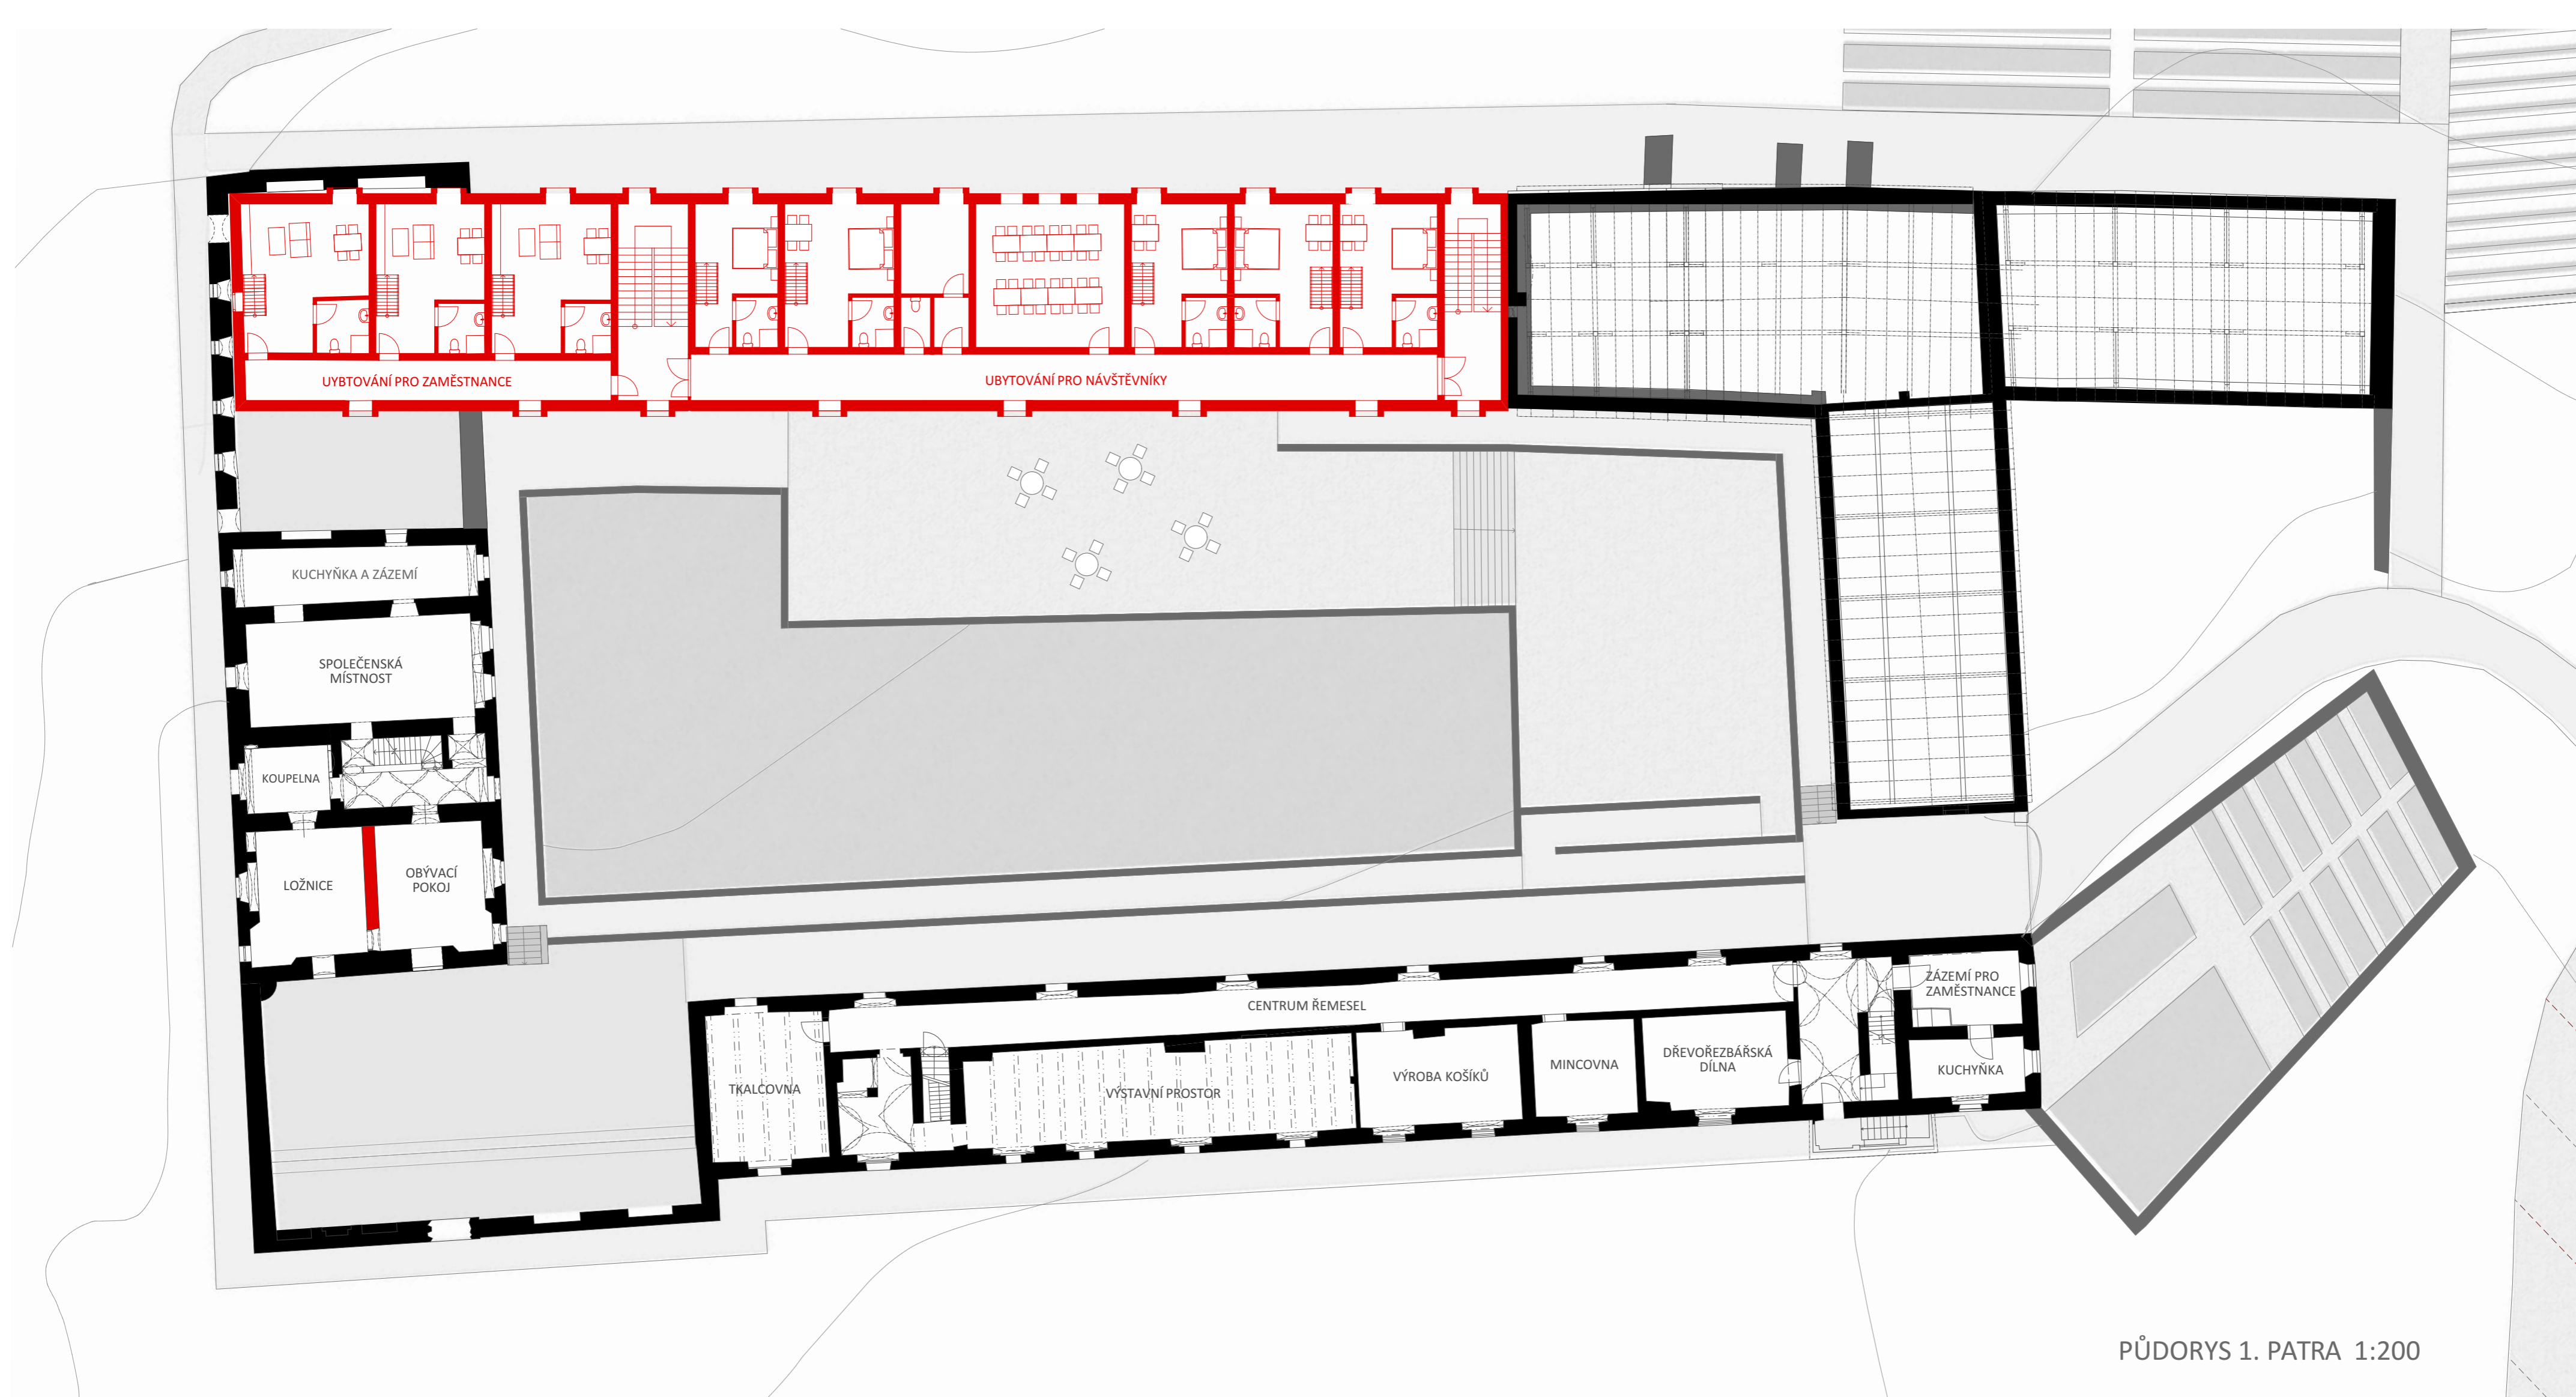 UYBTOVÁNÍ PRO ZAMĚSTNANCE
UBYTOVÁNÍ PRO NÁVŠTĚVNÍKY
KUCHYŇKA A ZÁZEMÍ
SPOLEČENSKÁ
MÍSTNOST
KOUPELNA
LOŽNICE
OBÝVACÍ
POKOJ
CENTRUM ŘEMESEL
ZÁZEMÍ PRO
ZAMĚSTNANCE
TKALCOVNA
VÝSTAVNÍ PROSTOR
VÝROBA KOŠÍKŮ
MINCOVNA
DŘEVOŘEZBÁŘSKÁ
DÍLNA
KUCHYŇKA
PŮDORYS 1. PATRA 1:200